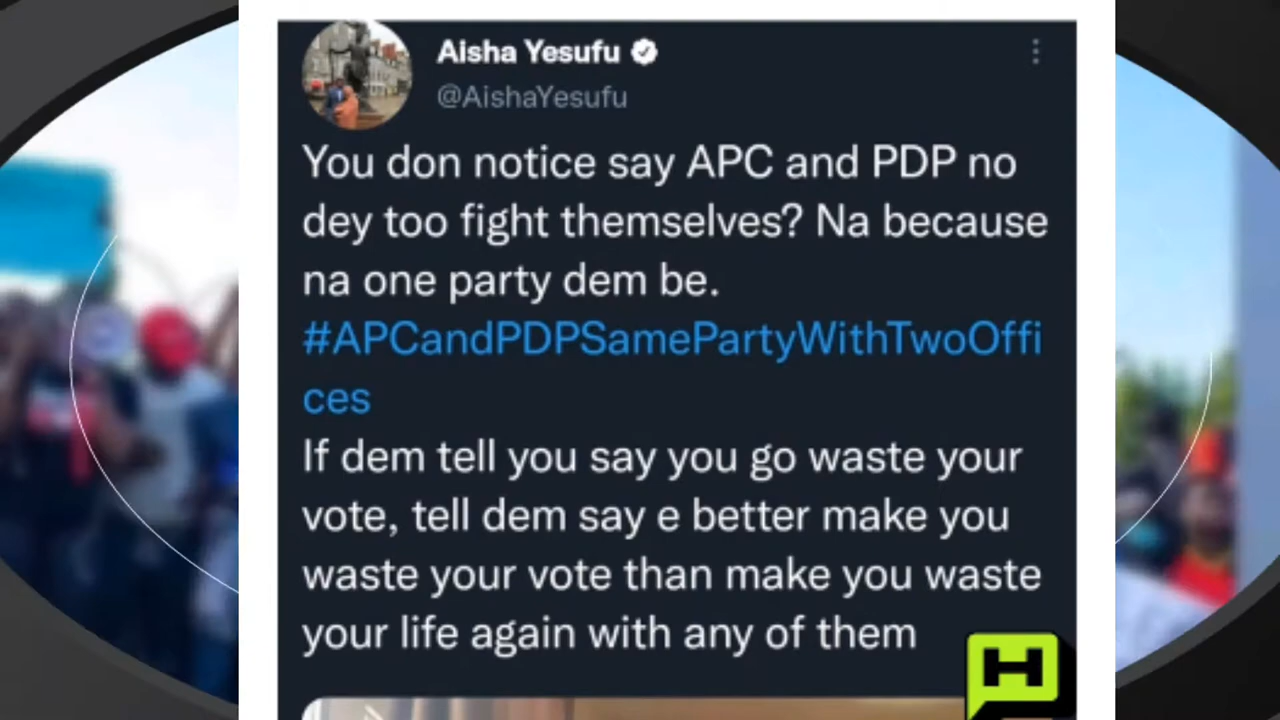 Aisha Yesufu
@AishaYesufu
You don notice say APC and PDP no
dey too fight themselves? Na because
na one party dem be.
#APCandPDPSamePartyWithTwoOffi
ces
If dem tell you say you go waste your
vote, tell dem say e better make you
waste your vote than make you waste
your life again with any of them
H